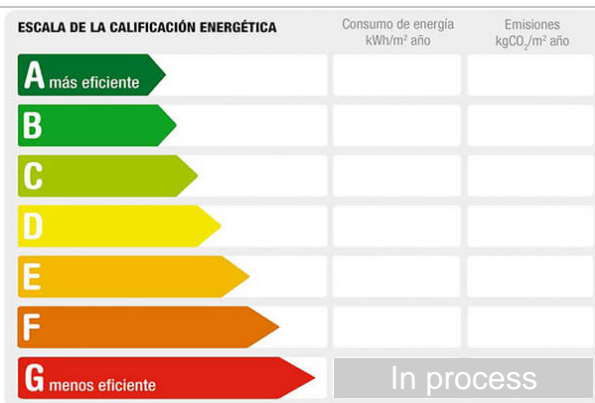 ESCALA DE LA CALIFICACIÓN ENERGÉTICA
Consumo de energía
kWh/m² año
Emisiones
kgCO₂/m² año
A más eficiente
B
C
D
E
F
G menos eficiente
In process